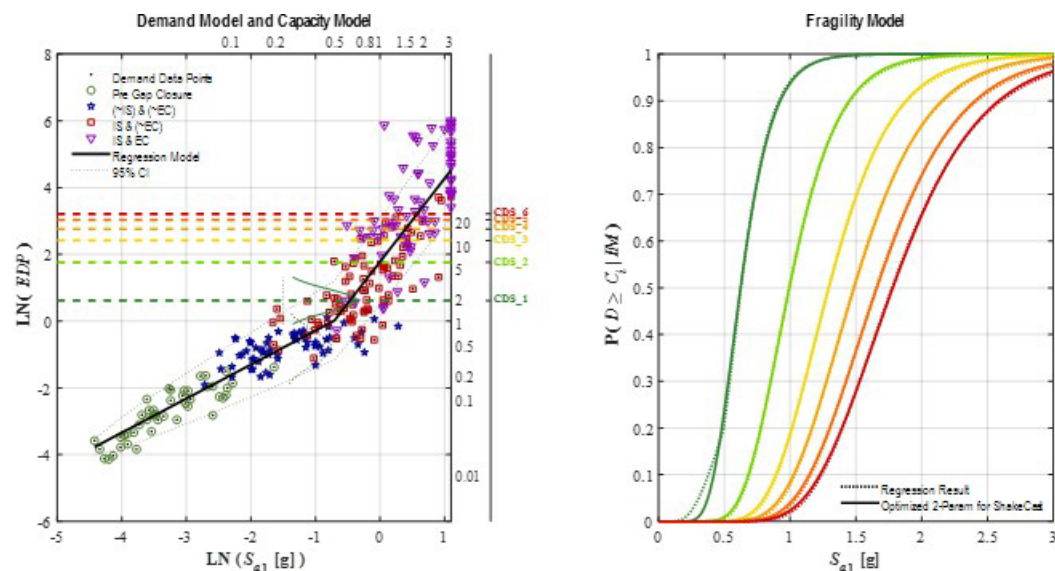 Demand Model and Capacity Model
0.1 0.2 0.5 0.81 1.5 2 3
8
6
4
2
0
-2
-4
-6
LN( EDP )
Demand Data Points
Pre Gap Closure
(~IS) & (~EC)
IS & (~EC)
IS & EC
Regression Model
95% CI
20
10
5
2
1
0.5
0.2
0.1
0.01
CDS_6
CDS_4
CDS_3
CDS_2
CDS_1
-5 -4 -3 -2 -1 0 1
LN ( Sa1 [g] )
Fragility Model
1
0.9
0.8
0.7
0.6
0.5
0.4
0.3
0.2
0.1
0
P( D ≥ Ci | IM )
Regression Result
Optimized 2-Param for ShakeCast
0 0.5 1 1.5 2 2.5 3
Sa1 [g]